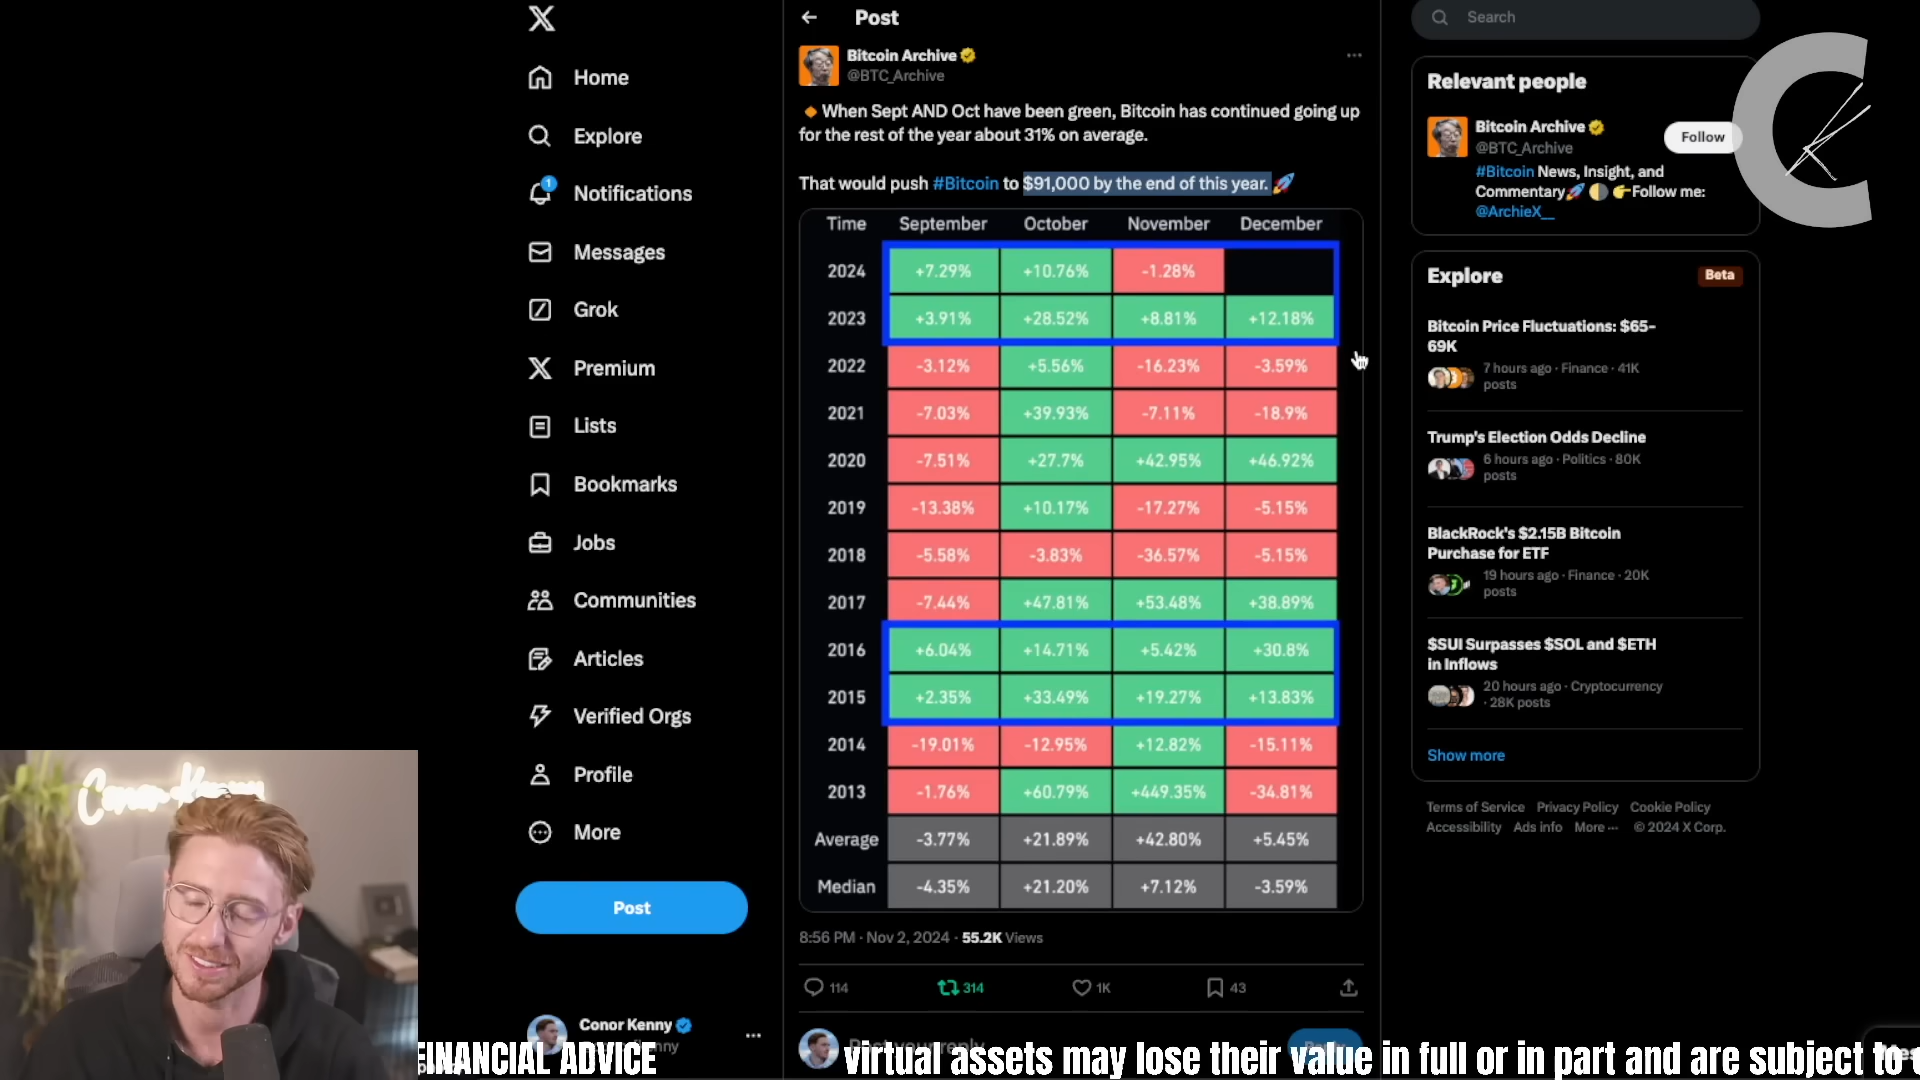 Home
Explore
1
Notifications
Messages
Grok
Premium
Lists
Bookmarks
Jobs
Communities
Articles
Verified Orgs
Profile
More
Post
Conor Kenny
Post
Bitcoin Archive
@BTC_Archive
When Sept AND Oct have been green, Bitcoin has continued going up
for the rest of the year about 31% on average.
That would push #Bitcoin to $91,000 by the end of this year.
Time September October November December
2024 +7.29% +10.76% -1.28%
2023 +3.91% +28.52% +8.81% +12.18%
2022 -3.12% +5.56% -16.23% -3.59%
2021 -7.03% +39.93% -7.11% -18.9%
2020 -7.51% +27.7% +42.95% +46.92%
2019 -13.38% +10.17% -17.27% -5.15%
2018 -5.58% -3.83% -36.57% -5.15%
2017 -7.44% +47.81% +53.48% +38.89%
2016 +6.04% +14.71% +5.42% +30.8%
2015 +2.35% +33.49% +19.27% +13.83%
2014 -19.01% -12.95% +12.82% -15.11%
2013 -1.76% +60.79% +449.35% -34.81%
Average -3.77% +21.89% +42.80% +5.45%
Median -4.35% +21.20% +7.12% -3.59%
8:56 PM · Nov 2, 2024 · 55.2K Views
114 314 1K 43
Search
Relevant people
Bitcoin Archive
@BTC_Archive
Follow
#Bitcoin News, Insight, and
Commentary Follow me:
@ArchieX__
Explore
Beta
Bitcoin Price Fluctuations: $65-
69K
7 hours ago · Finance · 41K
posts
Trump's Election Odds Decline
6 hours ago · Politics · 80K
posts
BlackRock's $2.15B Bitcoin
Purchase for ETF
19 hours ago · Finance · 20K
posts
$SUI Surpasses $SOL and $ETH
in Inflows
20 hours ago · Cryptocurrency
· 28K posts
Show more
Terms of Service Privacy Policy Cookie Policy
Accessibility Ads info More ··· © 2024 X Corp.
Conor Kenny
FINANCIAL ADVICE virtual assets may lose their value in full or in part and are subject to